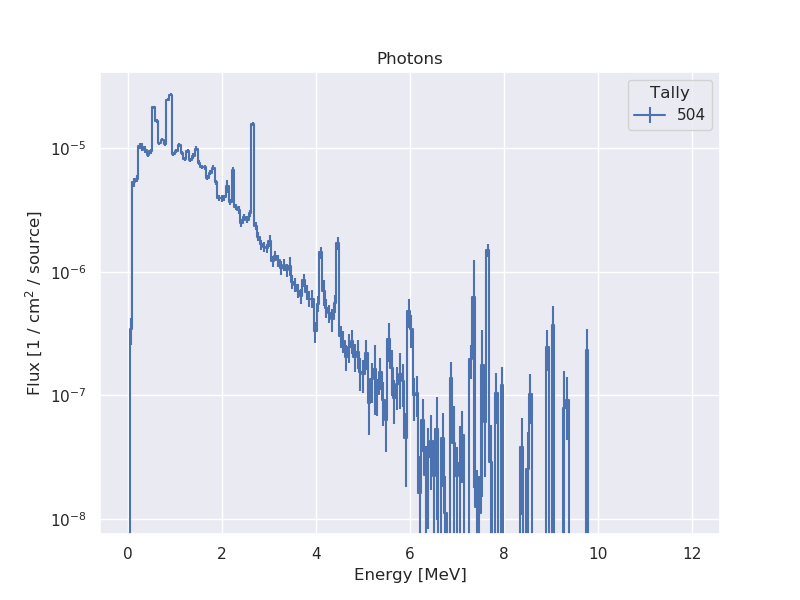 Photons
Tally
504
10⁻⁵
10⁻⁶
10⁻⁷
10⁻⁸
Flux [1 / cm² / source]
0 2 4 6 8 10 12
Energy [MeV]